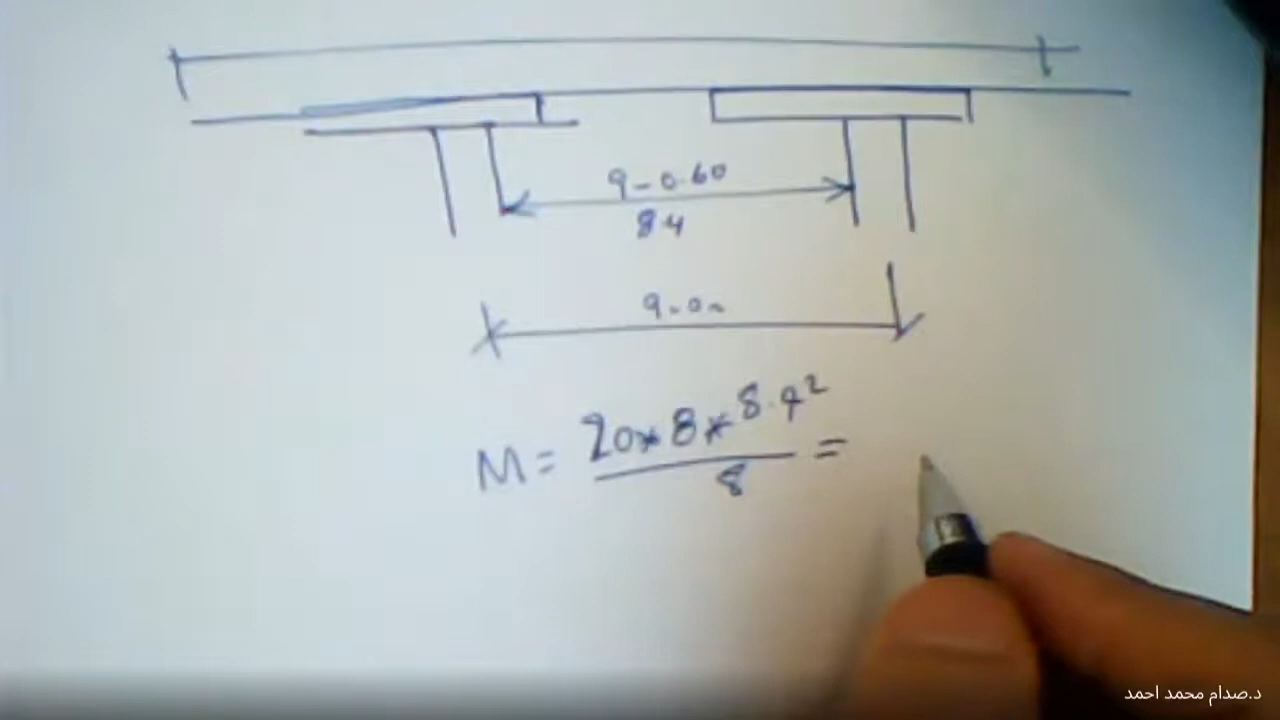 9-0.60
8.4
9.00
M = 20*8*8.4² / 8 =
د.صدام محمد احمد